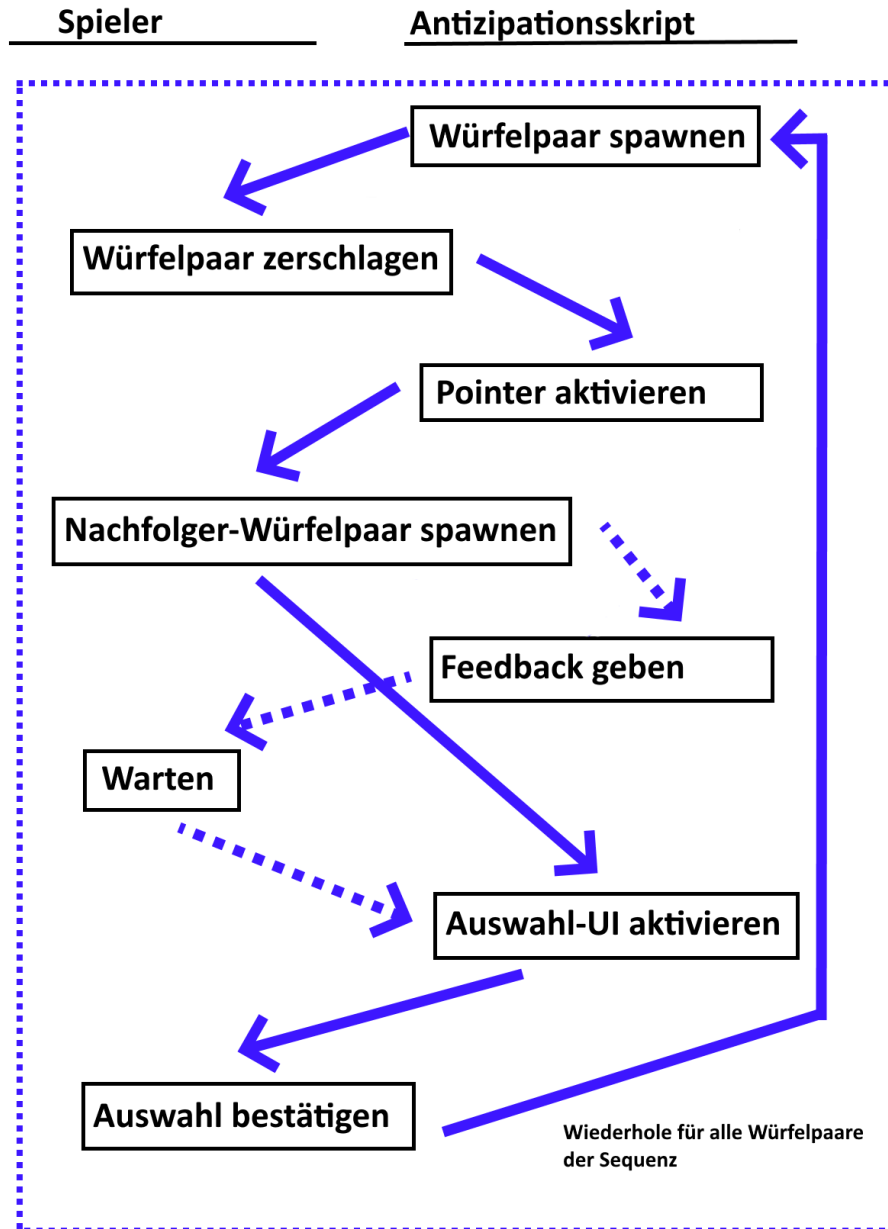 Spieler
Antizipationsskript
Würfelpaar spawnen
Würfelpaar zerschlagen
Pointer aktivieren
Nachfolger-Würfelpaar spawnen
Feedback geben
Warten
Auswahl-UI aktivieren
Auswahl bestätigen
Wiederhole für alle Würfelpaare
der Sequenz